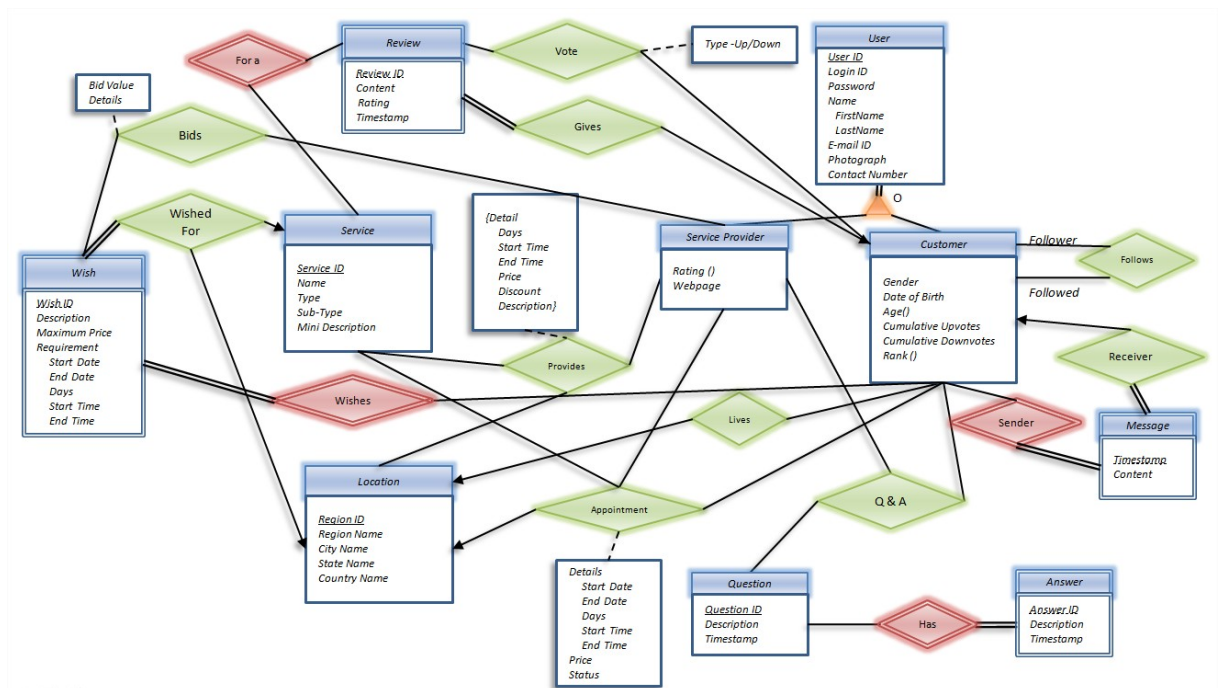 Review
Review ID
Content
Rating
Timestamp
For a
Vote
Type -Up/Down
User
User ID
Login ID
Password
Name
FirstName
LastName
E-mail ID
Photograph
Contact Number
O
Bid Value
Details
Bids
Gives
Wished
For
Service
Service ID
Name
Type
Sub-Type
Mini Description
{Detail
Days
Start Time
End Time
Price
Discount
Description}
Service Provider
Rating ()
Webpage
Customer
Gender
Date of Birth
Age()
Cumulative Upvotes
Cumulative Downvotes
Rank ()
Follower
Follows
Followed
Wish
Wish ID
Description
Maximum Price
Requirement
Start Date
End Date
Days
Start Time
End Time
Provides
Receiver
Wishes
Lives
Sender
Message
Timestamp
Content
Location
Region ID
Region Name
City Name
State Name
Country Name
Appointment
Q & A
Details
Start Date
End Date
Days
Start Time
End Time
Price
Status
Question
Question ID
Description
Timestamp
Has
Answer
Answer ID
Description
Timestamp